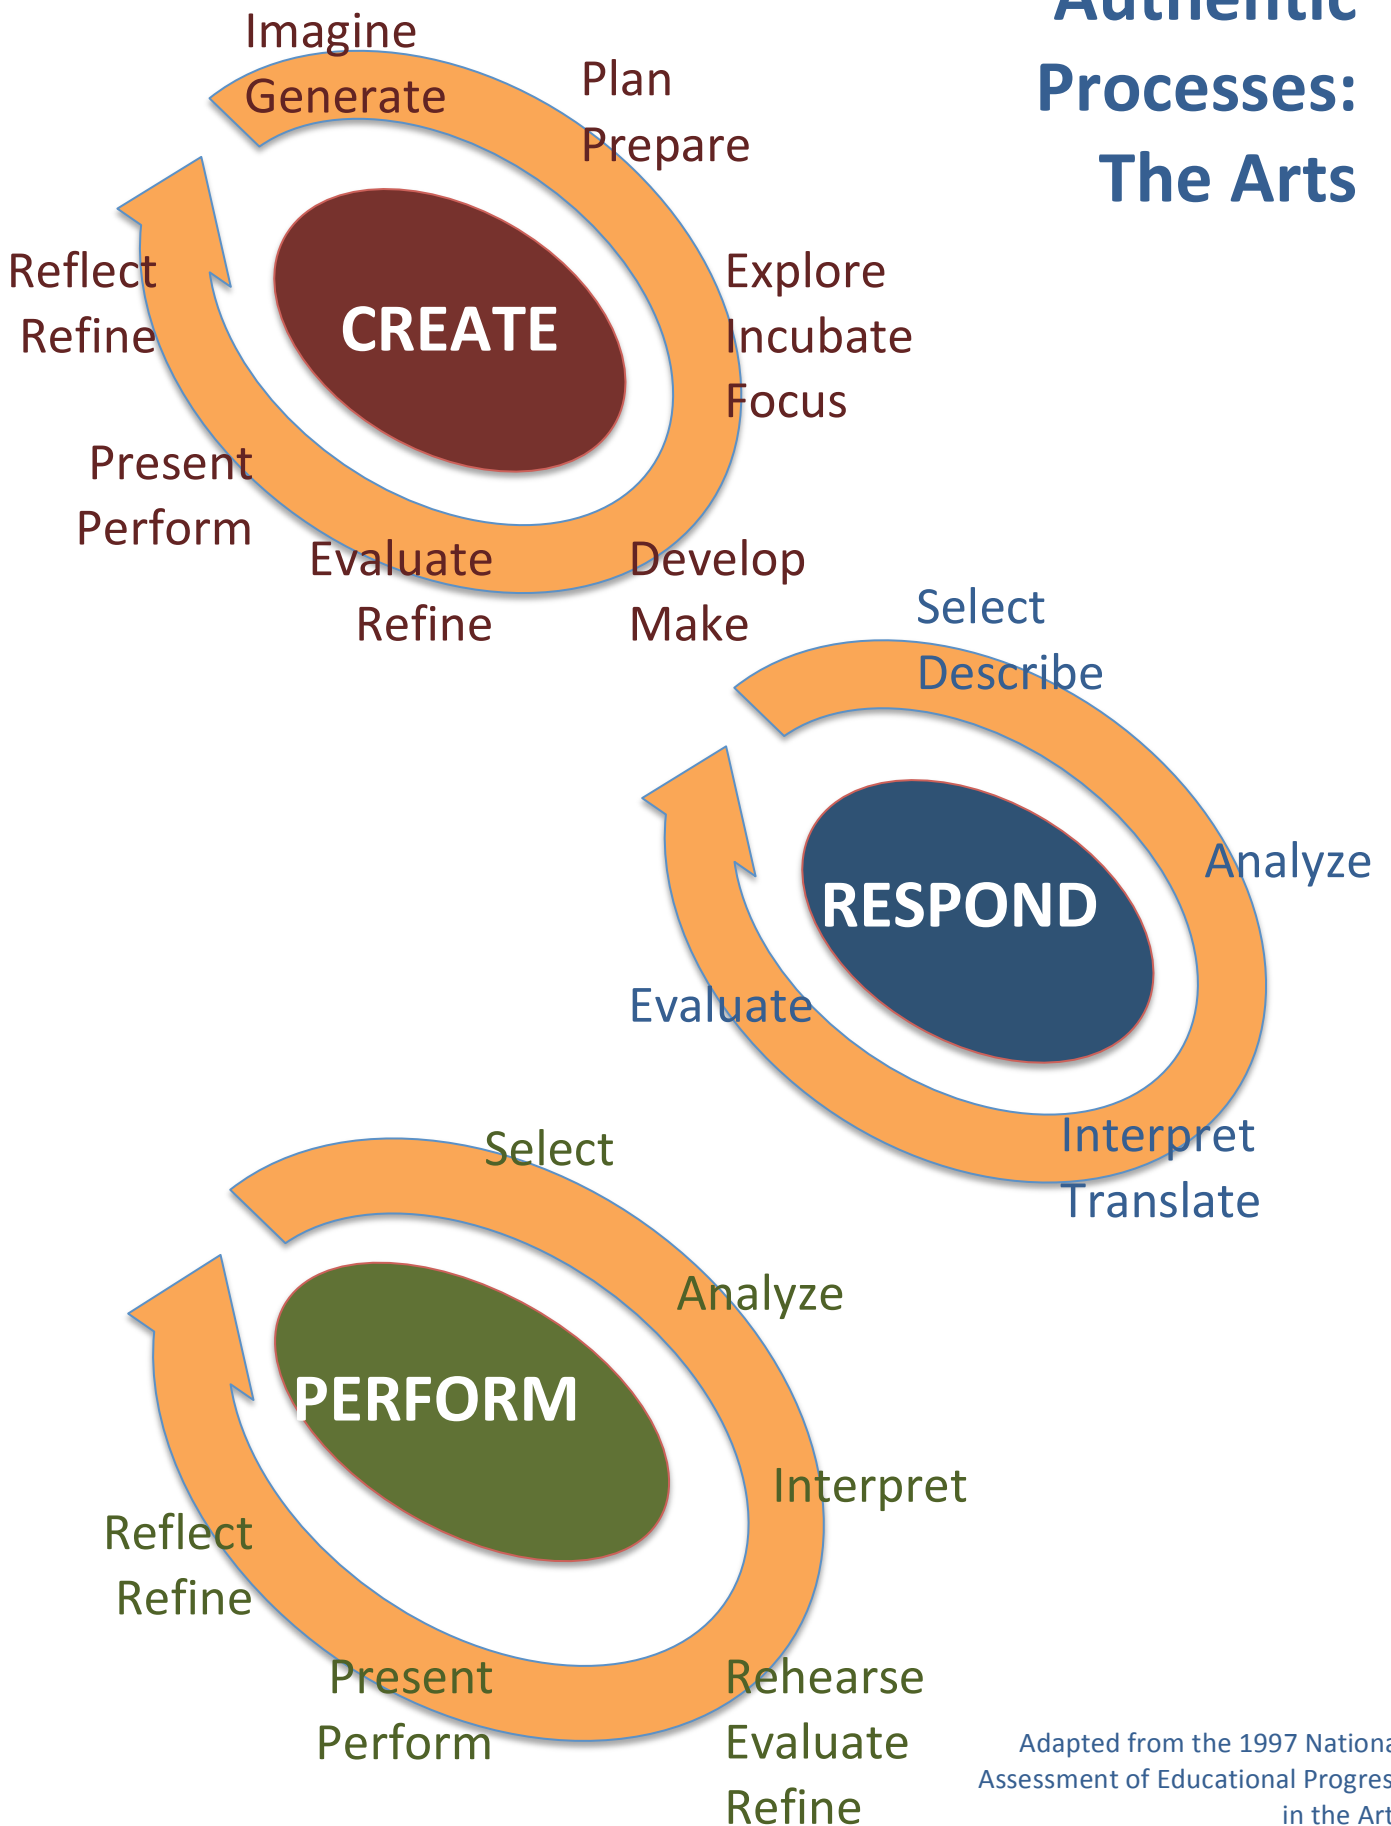 Authentic
Processes:
The Arts
Imagine
Generate
Plan
Prepare
Explore
Incubate
Focus
Develop
Make
Evaluate
Refine
Present
Perform
Reflect
Refine
CREATE
Select
Describe
Analyze
Interpret
Translate
Evaluate
RESPOND
Select
Analyze
Interpret
Rehearse
Evaluate
Refine
Present
Perform
Reflect
Refine
PERFORM
Adapted from the 1997 Nationa
Assessment of Educational Progres
in the Art